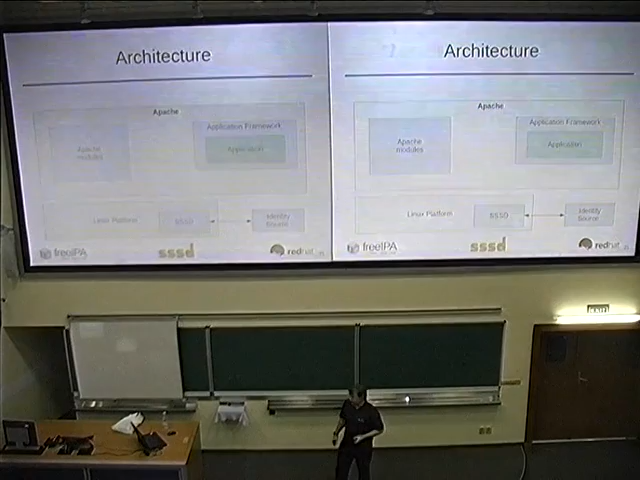 Architecture
Apache
Apache
modules
Application Framework
Application
Linux Platform
SSSD
Identity
Source
freeIPA
sssd
redhat
Architecture
Apache
Apache
modules
Application Framework
Application
Linux Platform
SSSD
Identity
Source
freeIPA
sssd
redhat
EXIT